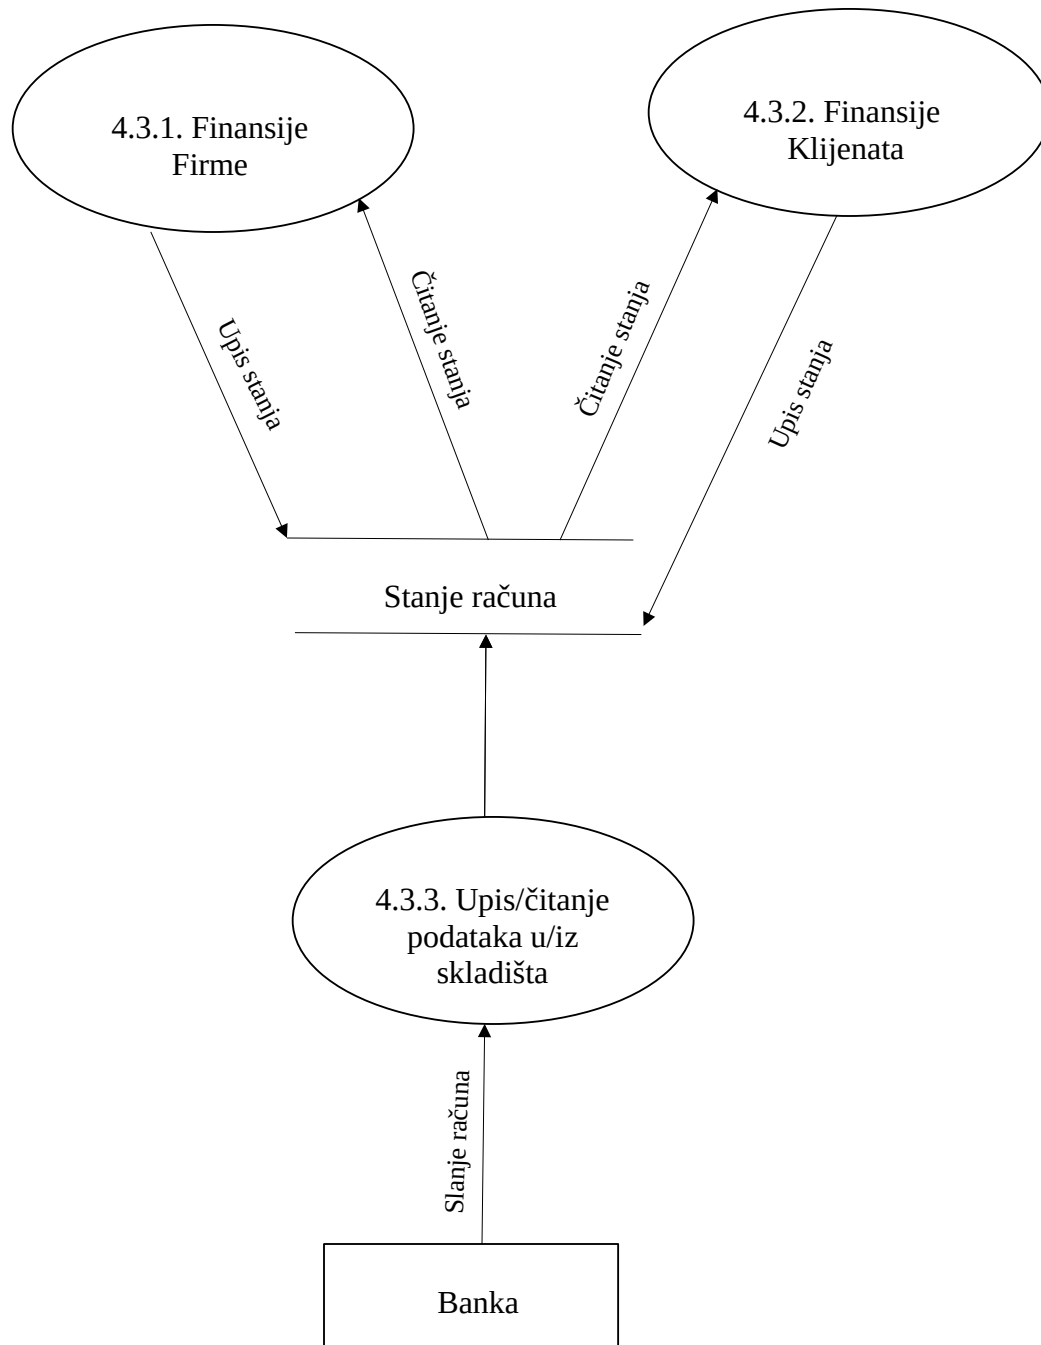 4.3.1. Finansije
Firme
4.3.2. Finansije
Klijenata
Upis stanja
Čitanje stanja
Čitanje stanja
Upis stanja
Stanje računa
4.3.3. Upis/čitanje
podataka u/iz
skladišta
Slanje računa
Banka